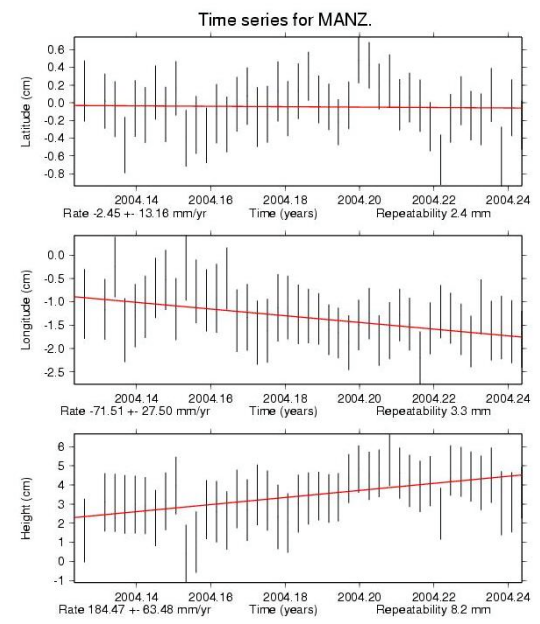 Time series for MANZ.
0.6
0.4
0.2
0.0
-0.2
-0.4
-0.6
-0.8
Latitude (cm)
2004.14 2004.16 2004.18 2004.20 2004.22 2004.24
Rate -2.45 +- 13.16 mm/yr Time (years) Repeatability 2.4 mm
0.0
-0.5
-1.0
-1.5
-2.0
-2.5
Longitude (cm)
2004.14 2004.16 2004.18 2004.20 2004.22 2004.24
Rate -71.51 +- 27.50 mm/yr Time (years) Repeatability 3.3 mm
6
5
4
3
2
1
0
-1
Height (cm)
2004.14 2004.16 2004.18 2004.20 2004.22 2004.24
Rate 184.47 +- 63.48 mm/yr Time (years) Repeatability 8.2 mm